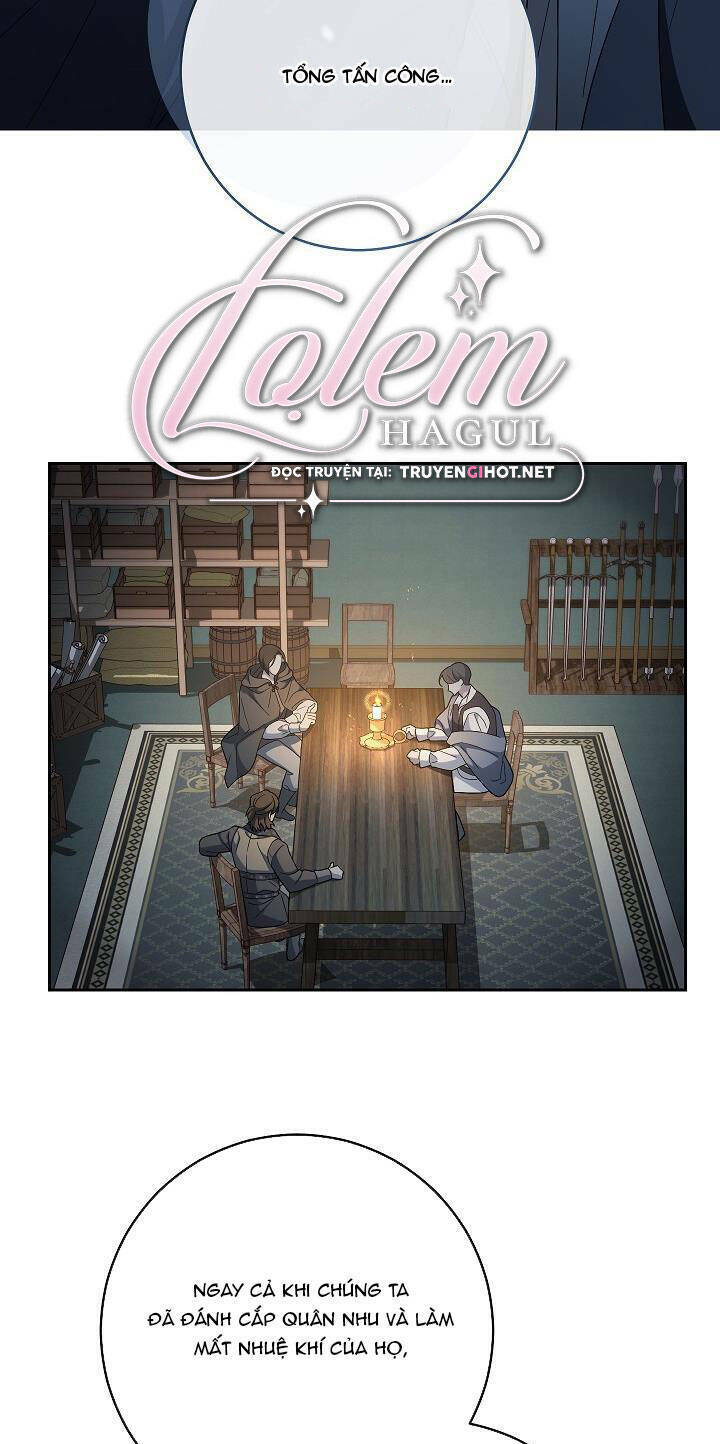 TỔNG TẤN CÔNG...
Lọlem
HAGUL
ĐỌC TRUYỆN TẠI: TRUYENGIHOT.NET
NGAY CẢ KHI CHÚNG TA
ĐÃ ĐÁNH CẮP QUÂN NHU VÀ LÀM
MẤT NHUỆ KHÍ CỦA HỌ,